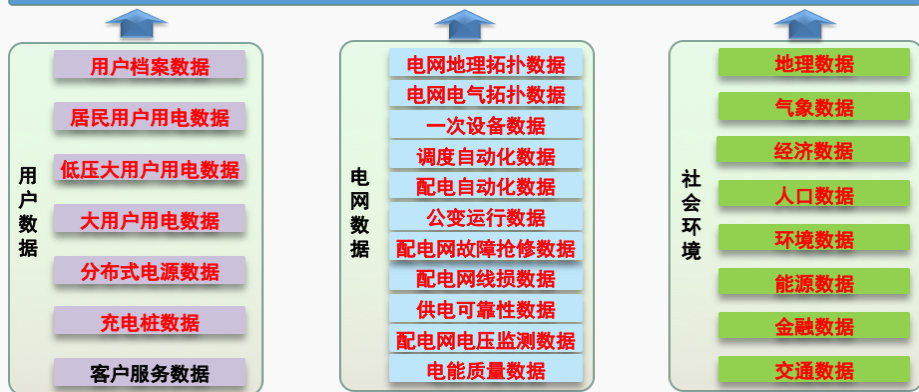 用户数据
用户档案数据
居民用户用电数据
低压大用户用电数据
大用户用电数据
分布式电源数据
充电桩数据
客户服务数据
电网数据
电网地理拓扑数据
电网电气拓扑数据
一次设备数据
调度自动化数据
配电自动化数据
公变运行数据
配电网故障抢修数据
配电网线损数据
供电可靠性数据
配电网电压监测数据
电能质量数据
社会环境
地理数据
气象数据
经济数据
人口数据
环境数据
能源数据
金融数据
交通数据